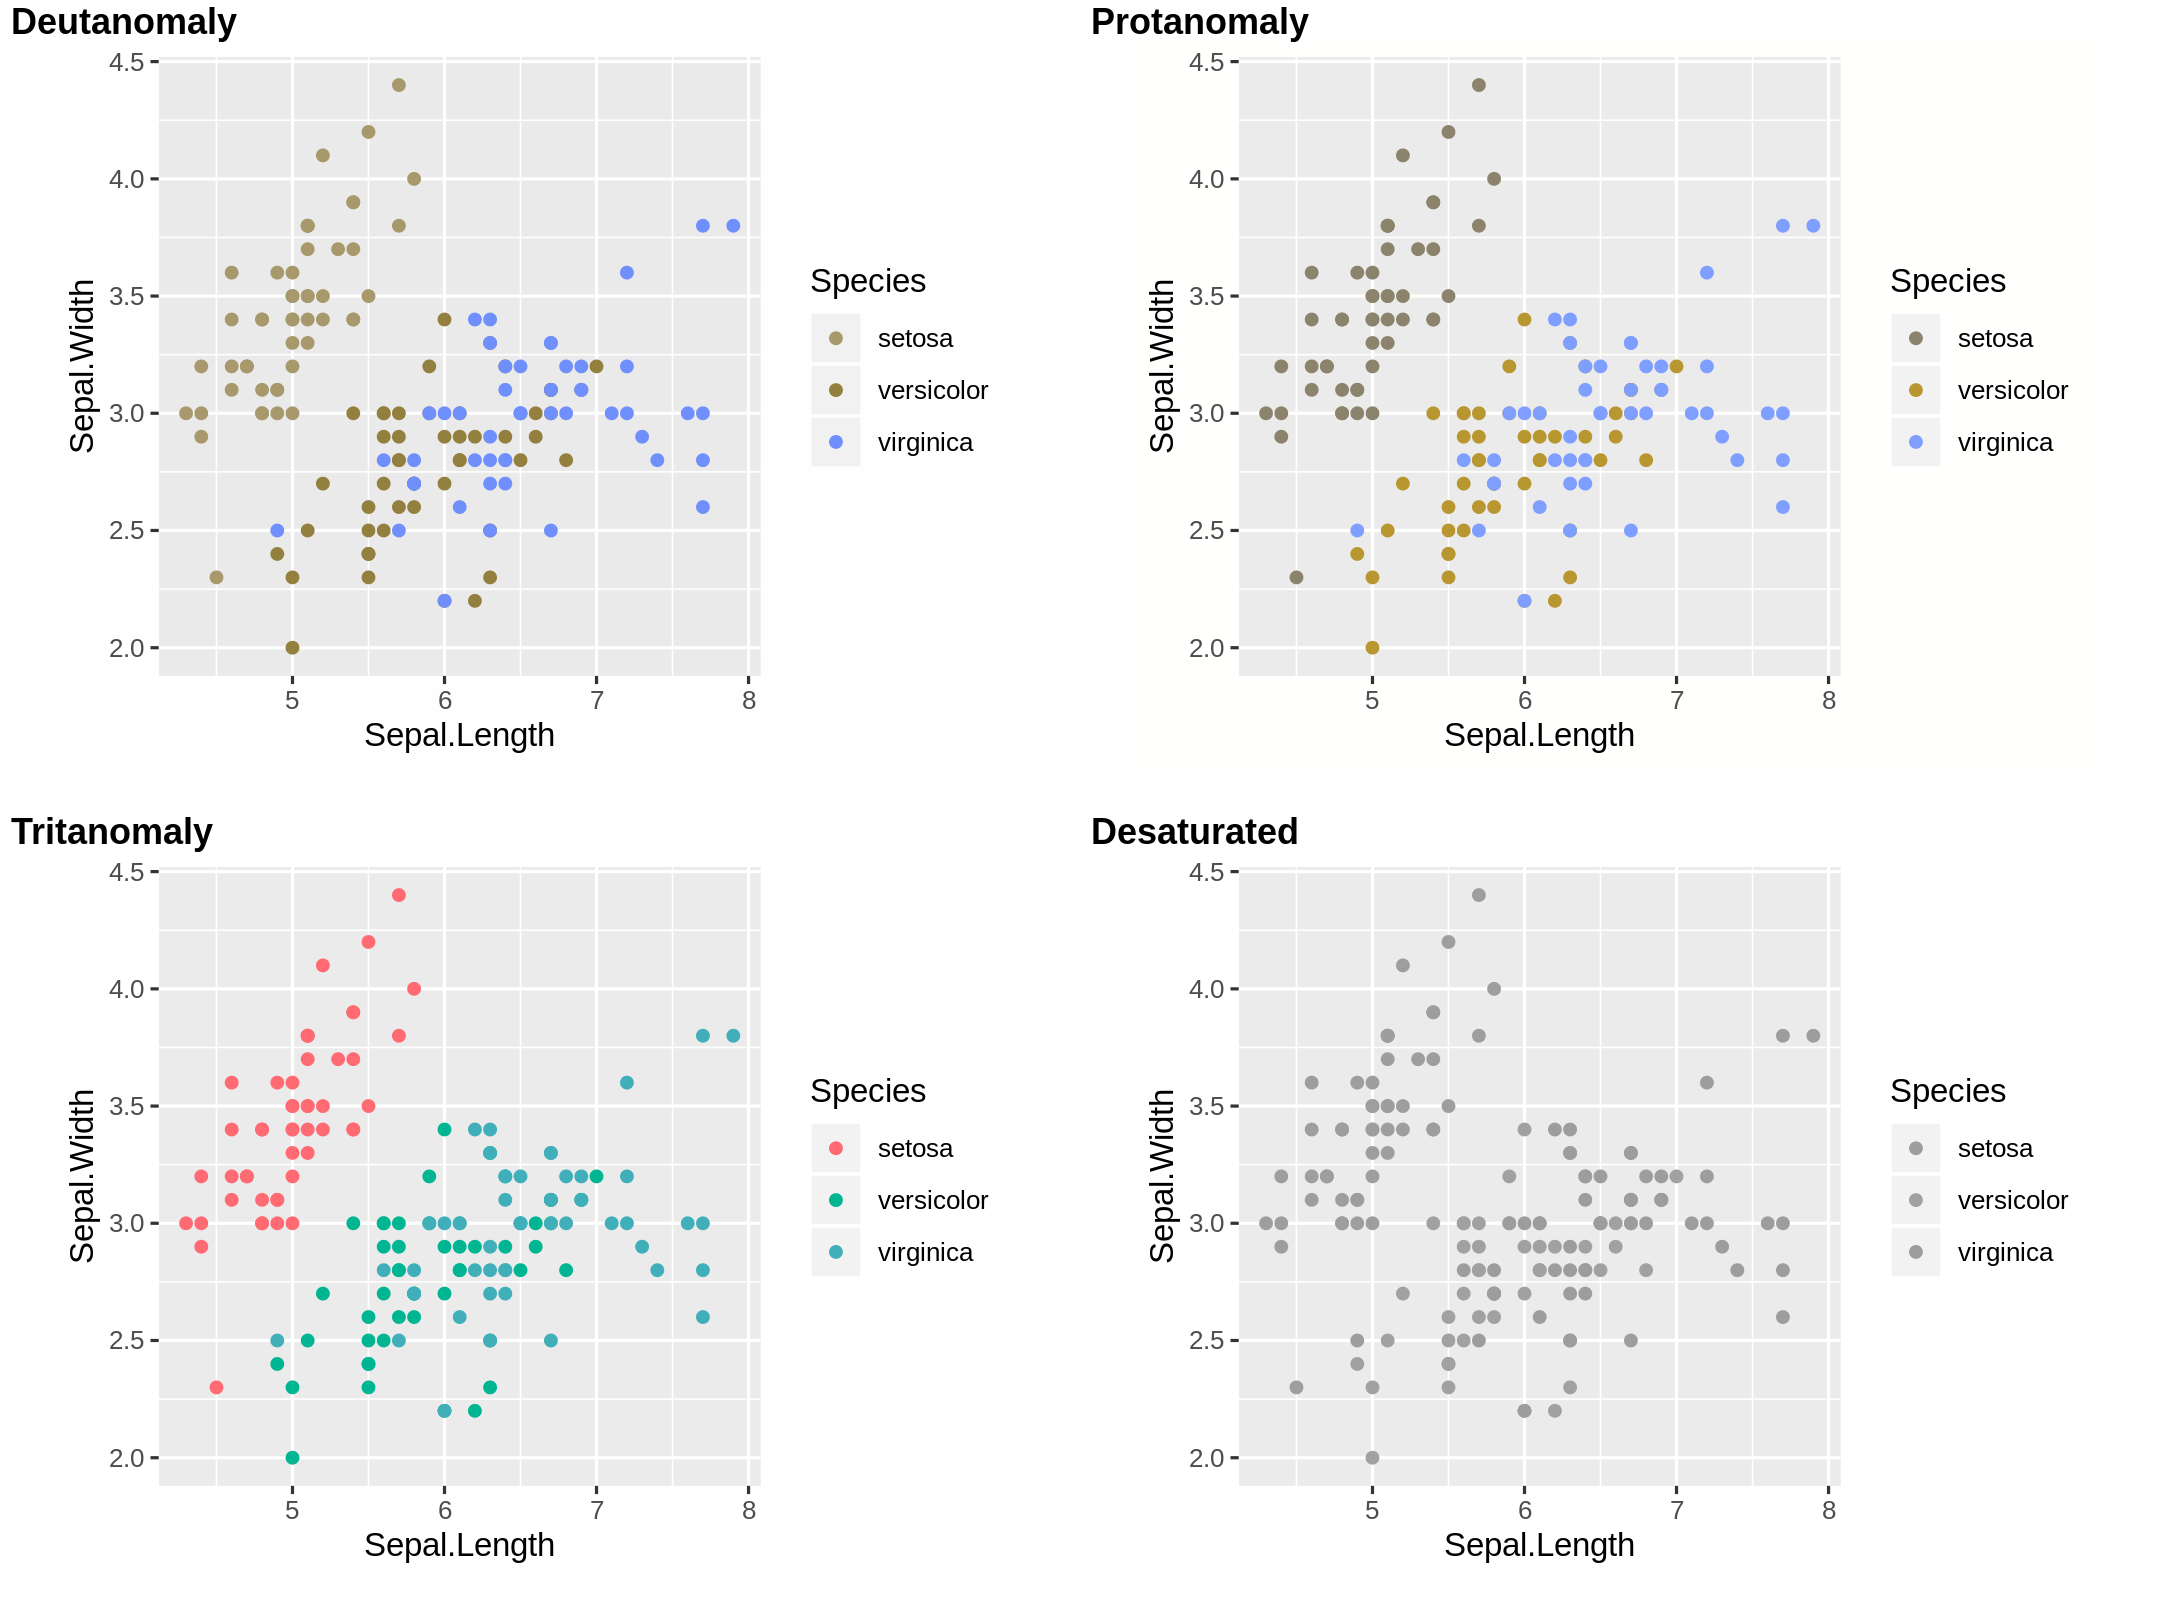 Deutanomaly
4.5
4.0
3.5
3.0
2.5
2.0
Sepal.Width
5 6 7 8
Sepal.Length
Species
setosa
versicolor
virginica
Protanomaly
4.5
4.0
3.5
3.0
2.5
2.0
Sepal.Width
5 6 7 8
Sepal.Length
Species
setosa
versicolor
virginica
Tritanomaly
4.5
4.0
3.5
3.0
2.5
2.0
Sepal.Width
5 6 7 8
Sepal.Length
Species
setosa
versicolor
virginica
Desaturated
4.5
4.0
3.5
3.0
2.5
2.0
Sepal.Width
5 6 7 8
Sepal.Length
Species
setosa
versicolor
virginica